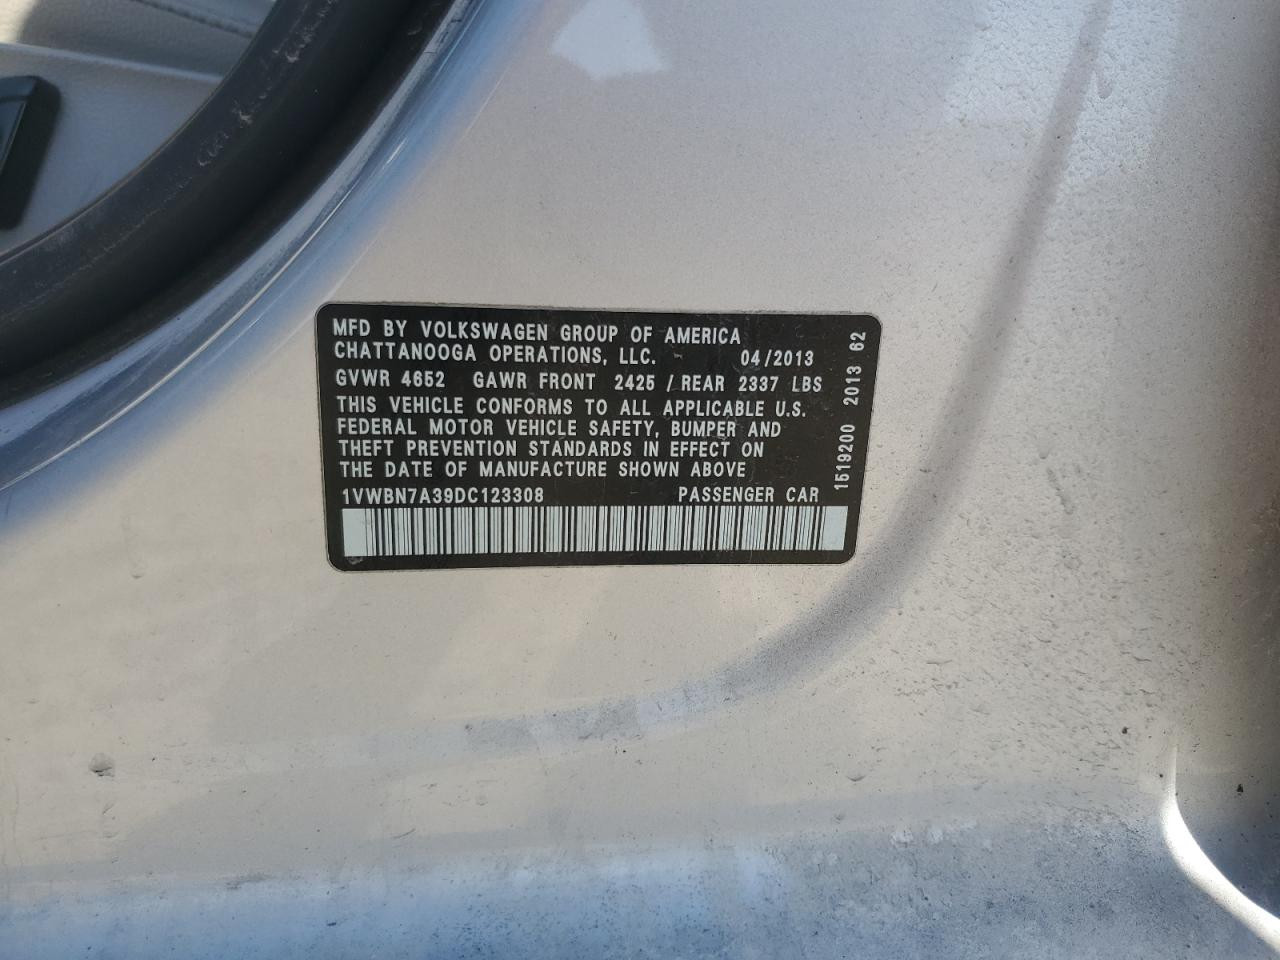 MFD BY VOLKSWAGEN GROUP OF AMERICA
CHATTANOOGA OPERATIONS, LLC. 04/2013
GVWR 4652 GAWR FRONT 2425 / REAR 2337 LBS
THIS VEHICLE CONFORMS TO ALL APPLICABLE U.S.
FEDERAL MOTOR VEHICLE SAFETY, BUMPER AND
THEFT PREVENTION STANDARDS IN EFFECT ON
THE DATE OF MANUFACTURE SHOWN ABOVE
1VWBN7A39DC123308 PASSENGER CAR
1519200 2013 62